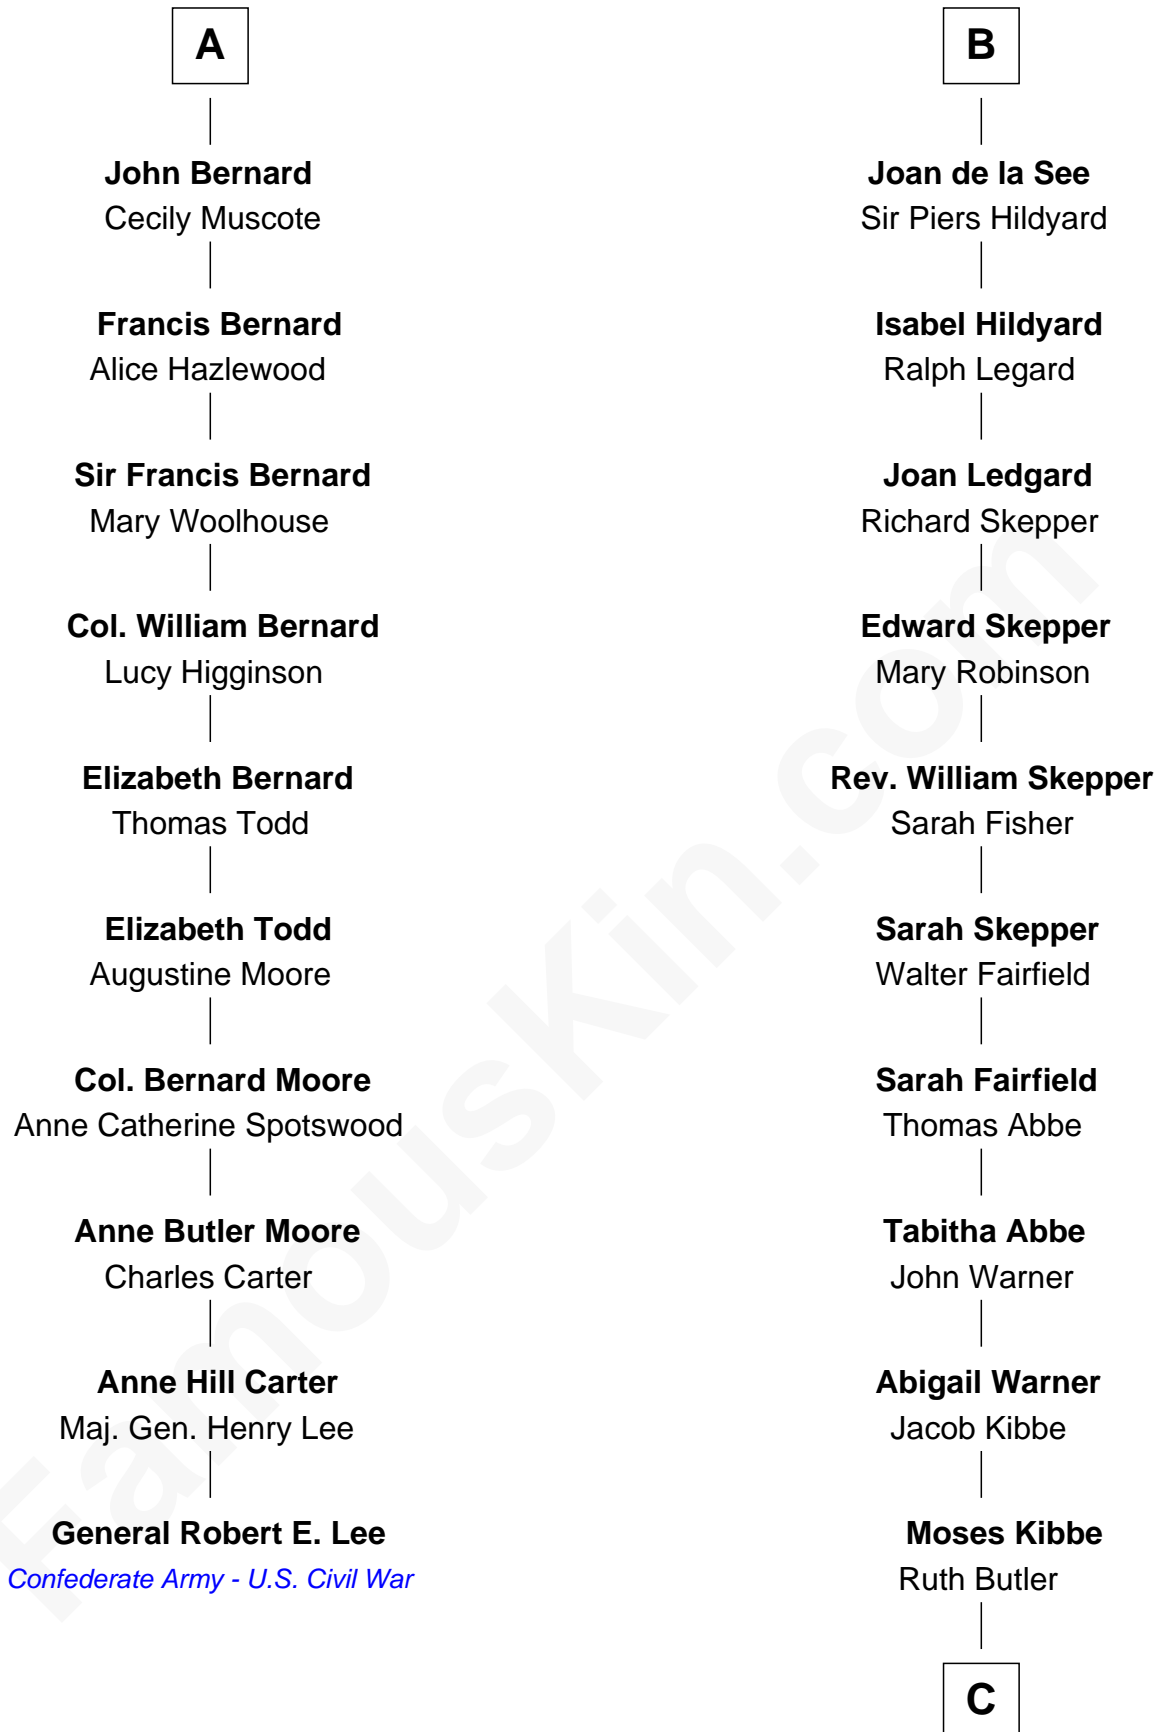 A
John Bernard
Cecily Muscote
Francis Bernard
Alice Hazlewood
Sir Francis Bernard
Mary Woolhouse
Col. William Bernard
Lucy Higginson
Elizabeth Bernard
Thomas Todd
Elizabeth Todd
Augustine Moore
Col. Bernard Moore
Anne Catherine Spotswood
Anne Butler Moore
Charles Carter
Anne Hill Carter
Maj. Gen. Henry Lee
General Robert E. Lee
Confederate Army - U.S. Civil War
B
Joan de la See
Sir Piers Hildyard
Isabel Hildyard
Ralph Legard
Joan Ledgard
Richard Skepper
Edward Skepper
Mary Robinson
Rev. William Skepper
Sarah Fisher
Sarah Skepper
Walter Fairfield
Sarah Fairfield
Thomas Abbe
Tabitha Abbe
John Warner
Abigail Warner
Jacob Kibbe
Moses Kibbe
Ruth Butler
C
FamousKin.com